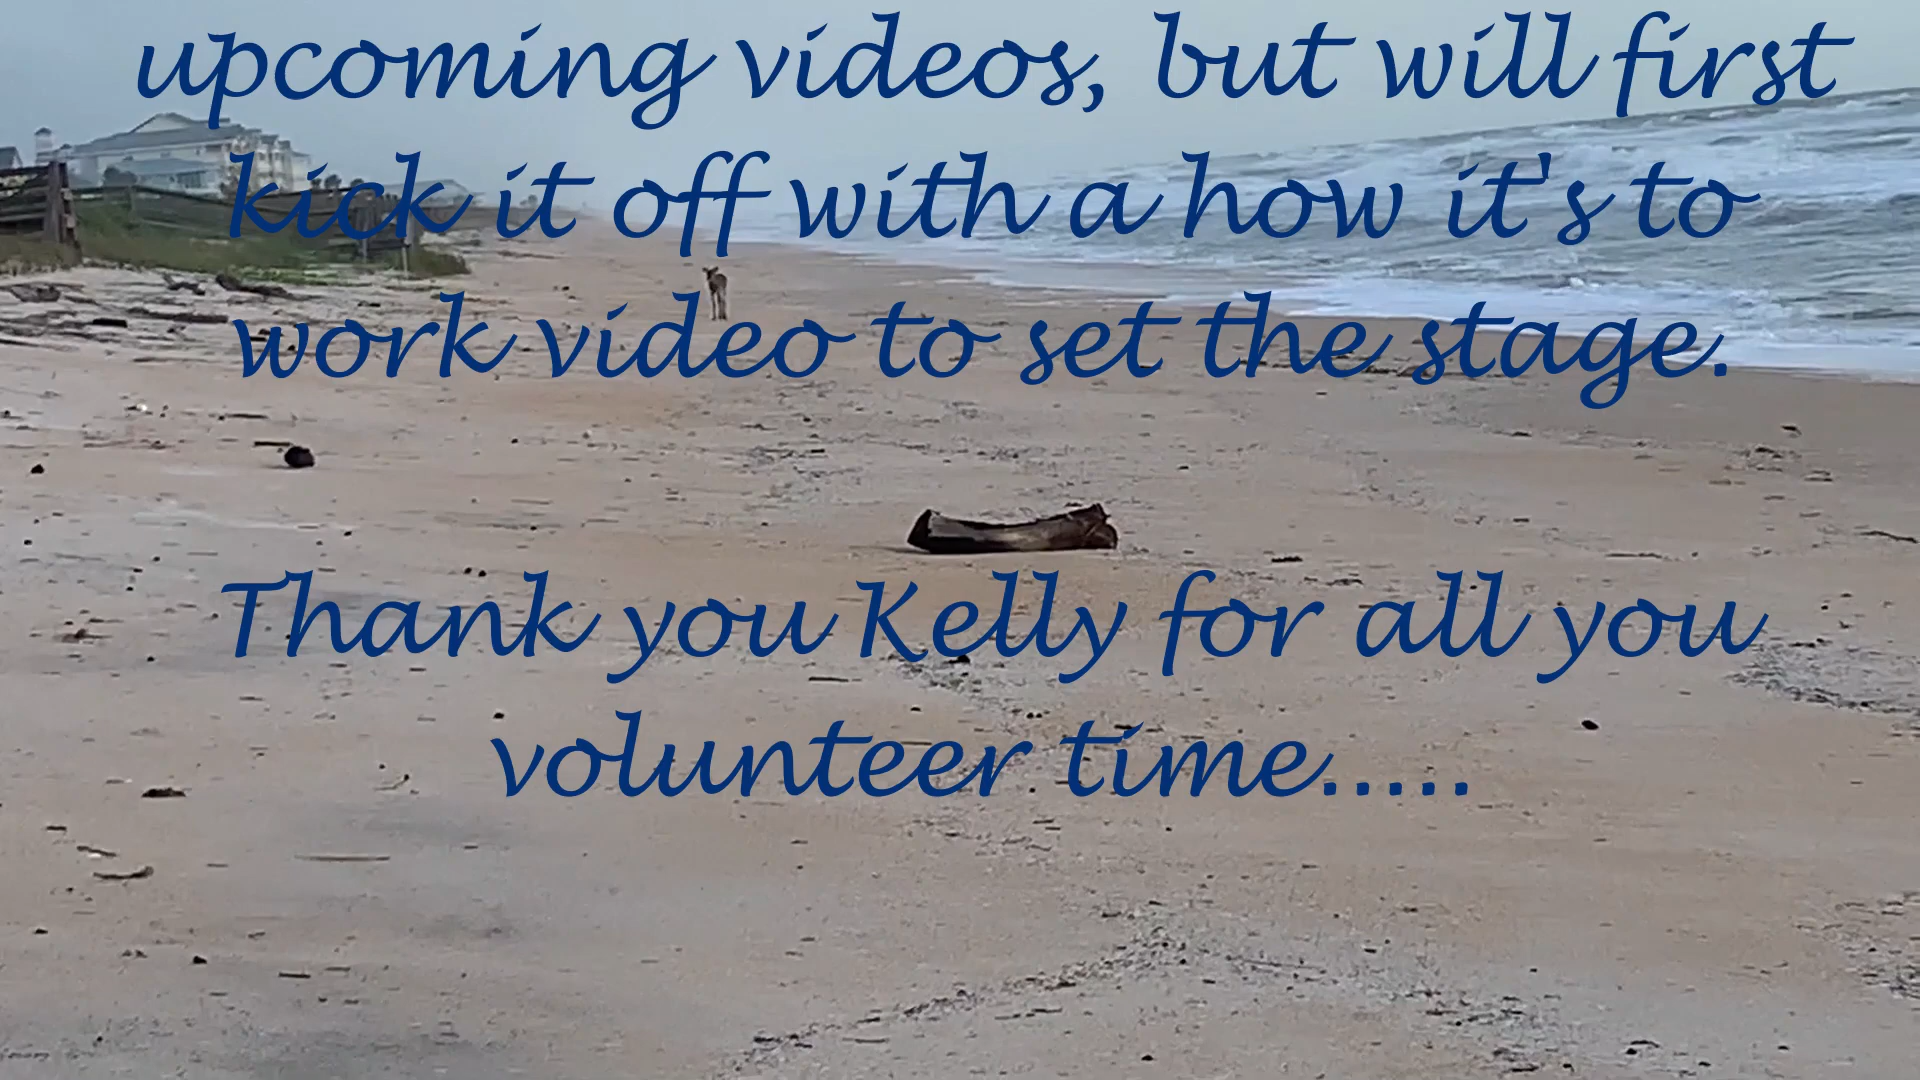 upcoming videos, but will first
kick it off with a how it's to
work video to set the stage.
Thank you Kelly for all you
volunteer time.....